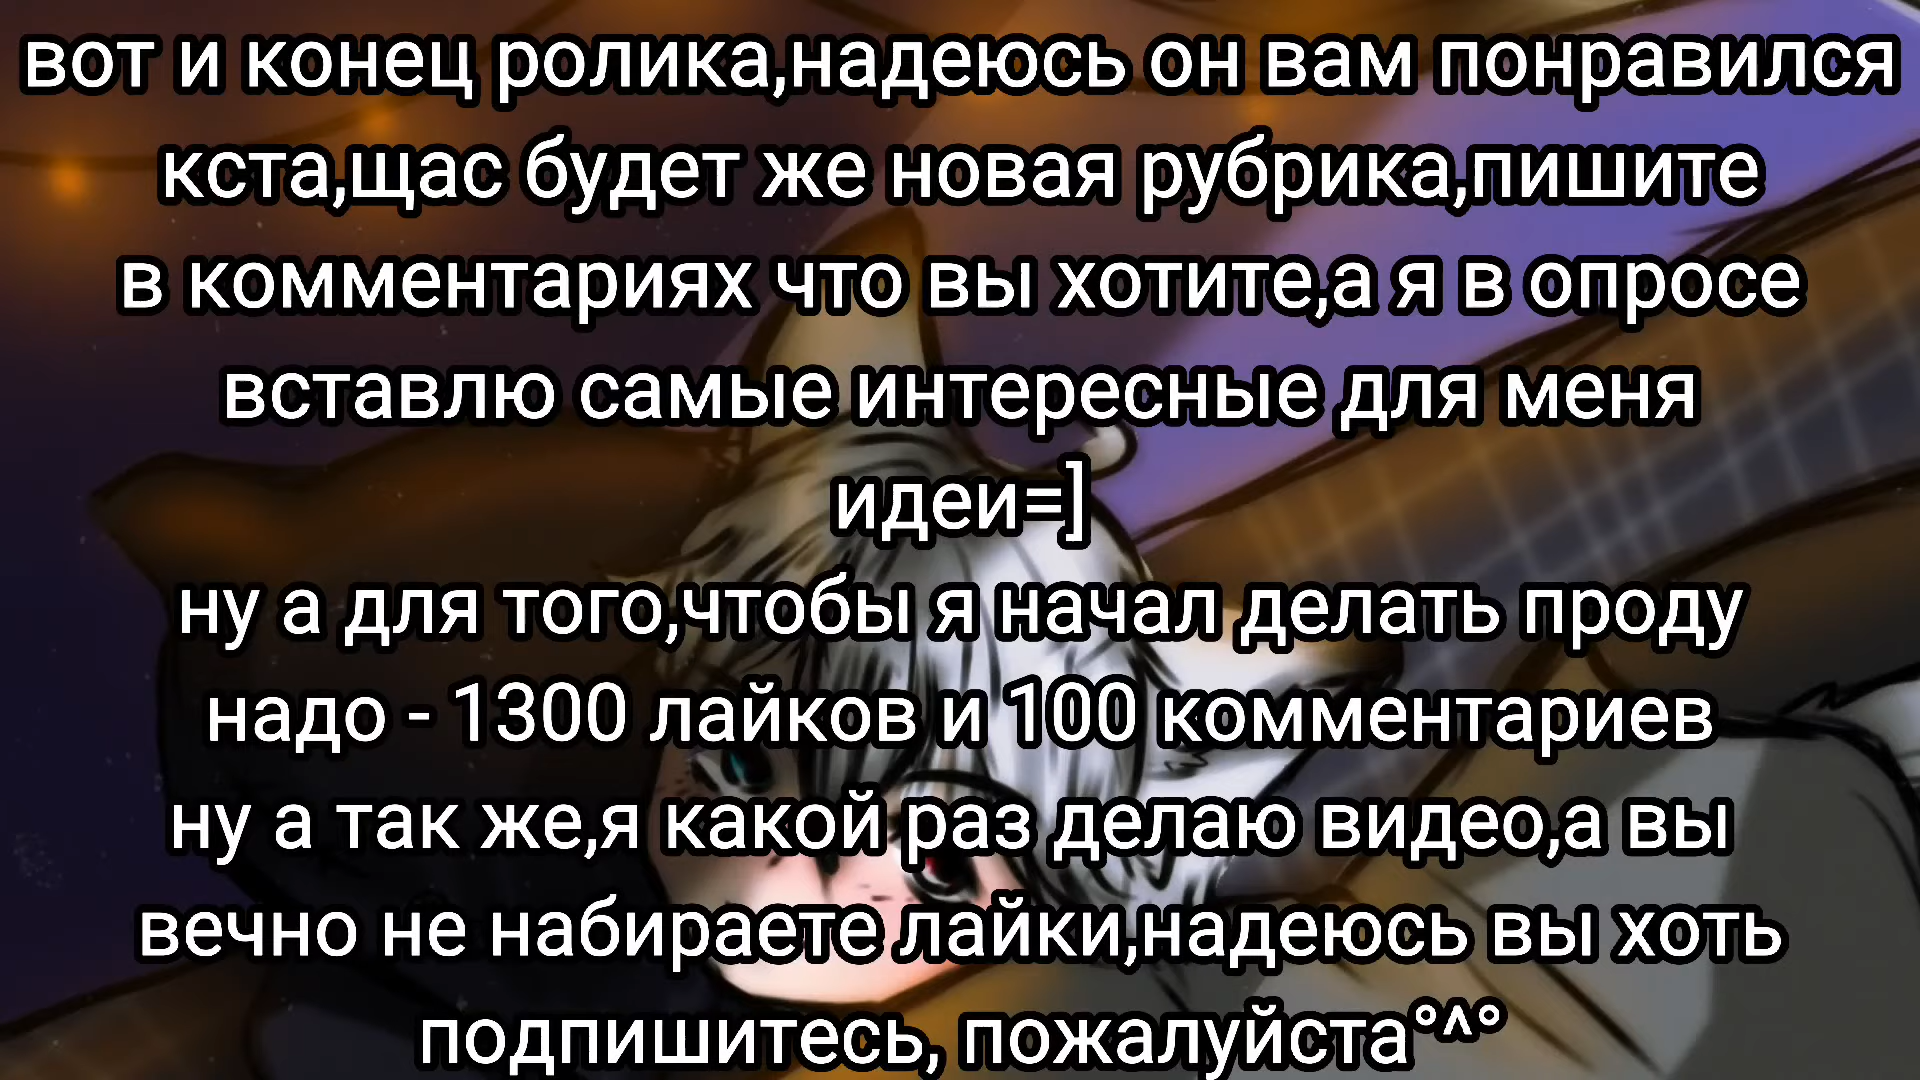 вот и конец ролика,надеюсь он вам понравился
кста,щас будет же новая рубрика,пишите
в комментариях что вы хотите,а я в опросе
вставлю самые интересные для меня
идеи=]
ну а для того,чтобы я начал делать проду
надо - 1300 лайков и 100 комментариев
ну а так же,я какой раз делаю видео,а вы
вечно не набираете лайки,надеюсь вы хоть
подпишитесь, пожалуйста°^°